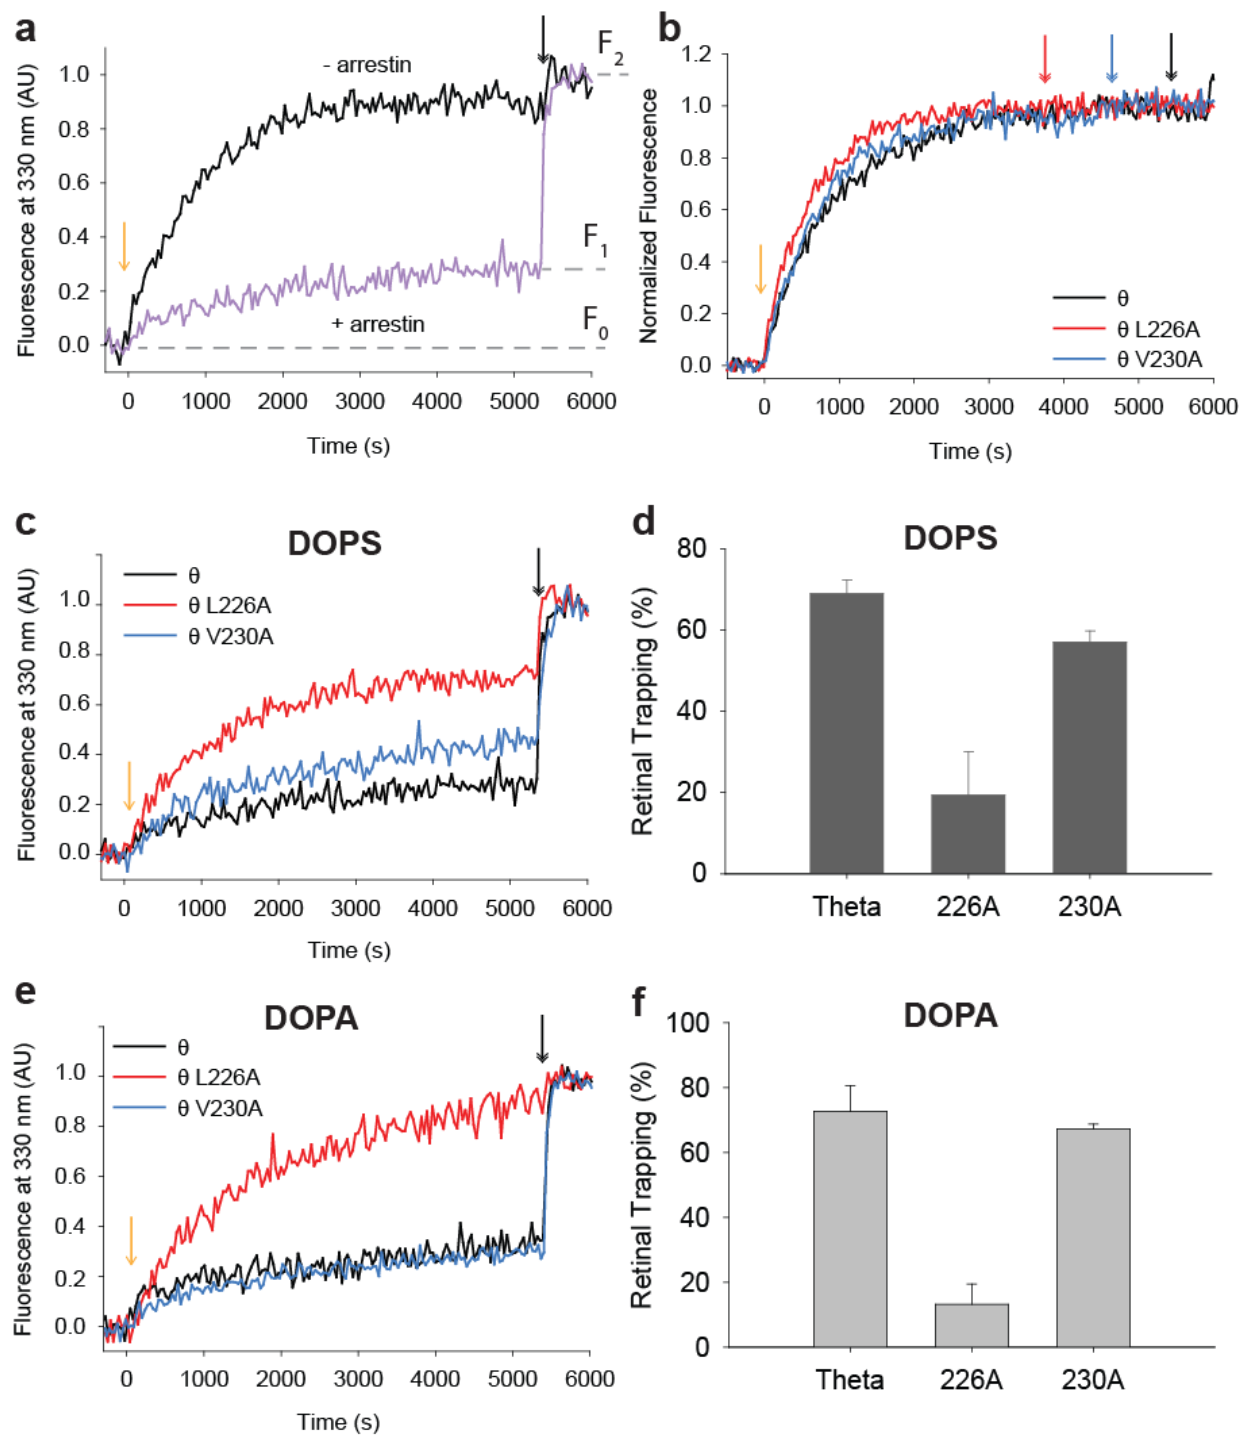 a
Fluorescence at 330 nm (AU)
1.0
0.8
0.6
0.4
0.2
0.0
- arrestin
+ arrestin
F2
F1
F0
0 1000 2000 3000 4000 5000 6000
Time (s)
b
Normalized Fluorescence
1.2
1.0
0.8
0.6
0.4
0.2
0.0
θ
θ L226A
θ V230A
0 1000 2000 3000 4000 5000 6000
Time (s)
c
DOPS
Fluorescence at 330 nm (AU)
θ
θ L226A
θ V230A
1.0
0.8
0.6
0.4
0.2
0.0
0 1000 2000 3000 4000 5000 6000
Time (s)
d
DOPS
Retinal Trapping (%)
80
60
40
20
0
Theta 226A 230A
e
DOPA
Fluorescence at 330 nm (AU)
θ
θ L226A
θ V230A
1.0
0.8
0.6
0.4
0.2
0.0
0 1000 2000 3000 4000 5000 6000
Time (s)
f
DOPA
Retinal Trapping (%)
100
80
60
40
20
0
Theta 226A 230A